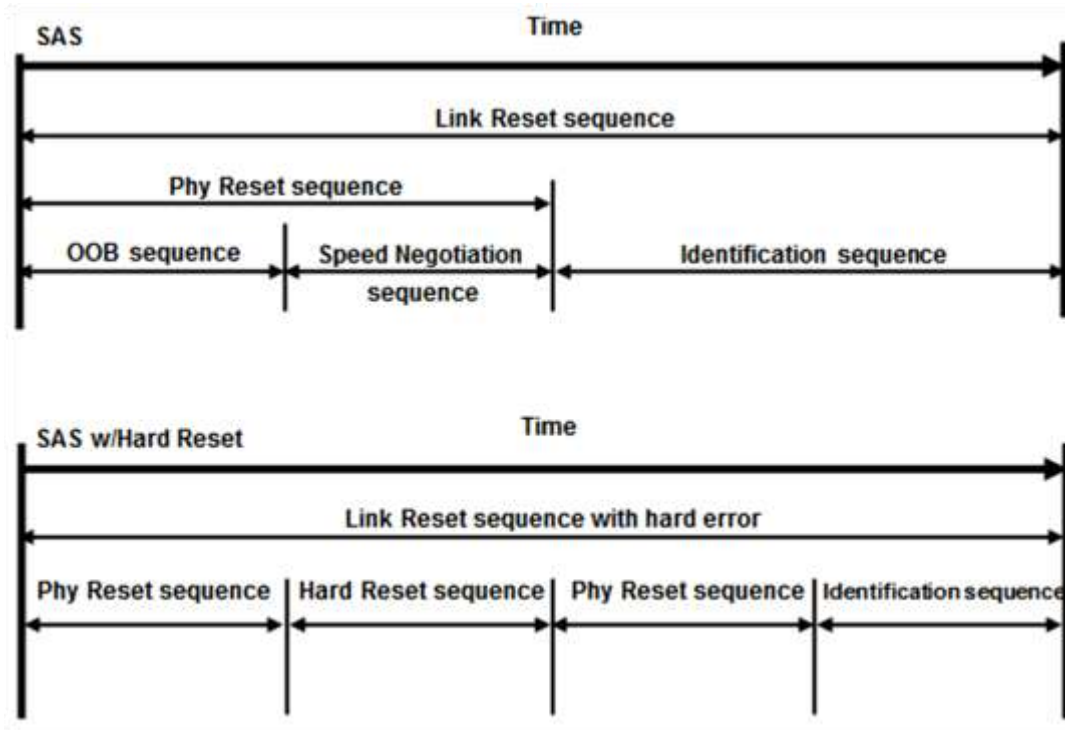 SAS
Time
Link Reset sequence
Phy Reset sequence
OOB sequence
Speed Negotiation
sequence
Identification sequence
SAS w/Hard Reset
Time
Link Reset sequence with hard error
Phy Reset sequence
Hard Reset sequence
Phy Reset sequence
Identification sequence